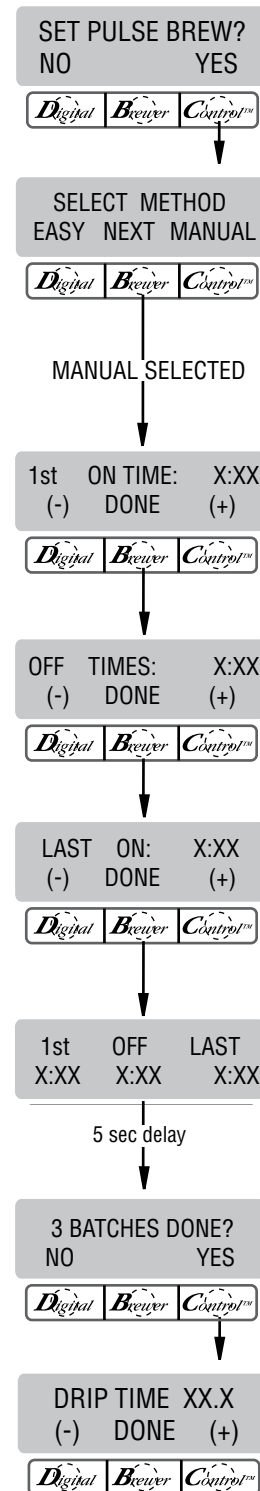 SET PULSE BREW?
NO YES
Digital Brewer Control™
SELECT METHOD
EASY NEXT MANUAL
Digital Brewer Control™
MANUAL SELECTED
1st ON TIME: X:XX
(-) DONE (+)
Digital Brewer Control™
OFF TIMES: X:XX
(-) DONE (+)
Digital Brewer Control™
LAST ON: X:XX
(-) DONE (+)
Digital Brewer Control™
1st OFF LAST
X:XX X:XX X:XX
5 sec delay
3 BATCHES DONE?
NO YES
Digital Brewer Control™
DRIP TIME XX.X
(-) DONE (+)
Digital Brewer Control™